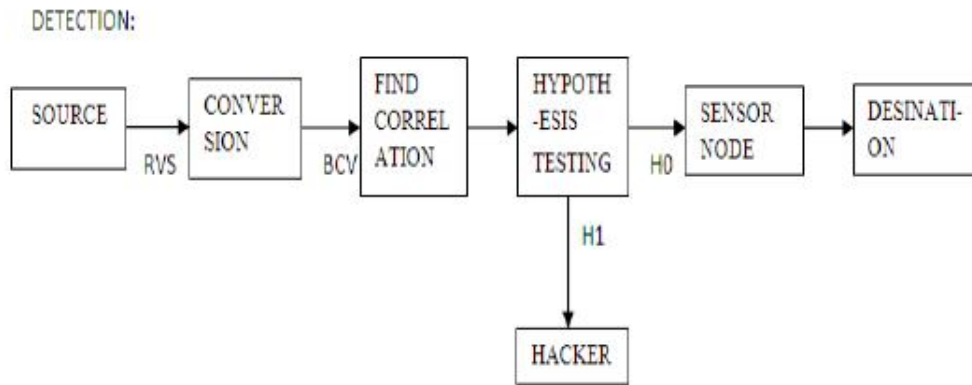 DETECTION:
SOURCE
RVS
CONVER
SION
BCV
FIND
CORREL
ATION
HYPOTH
-ESIS
TESTING
H0
SENSOR
NODE
DESINATI-
ON
H1
HACKER